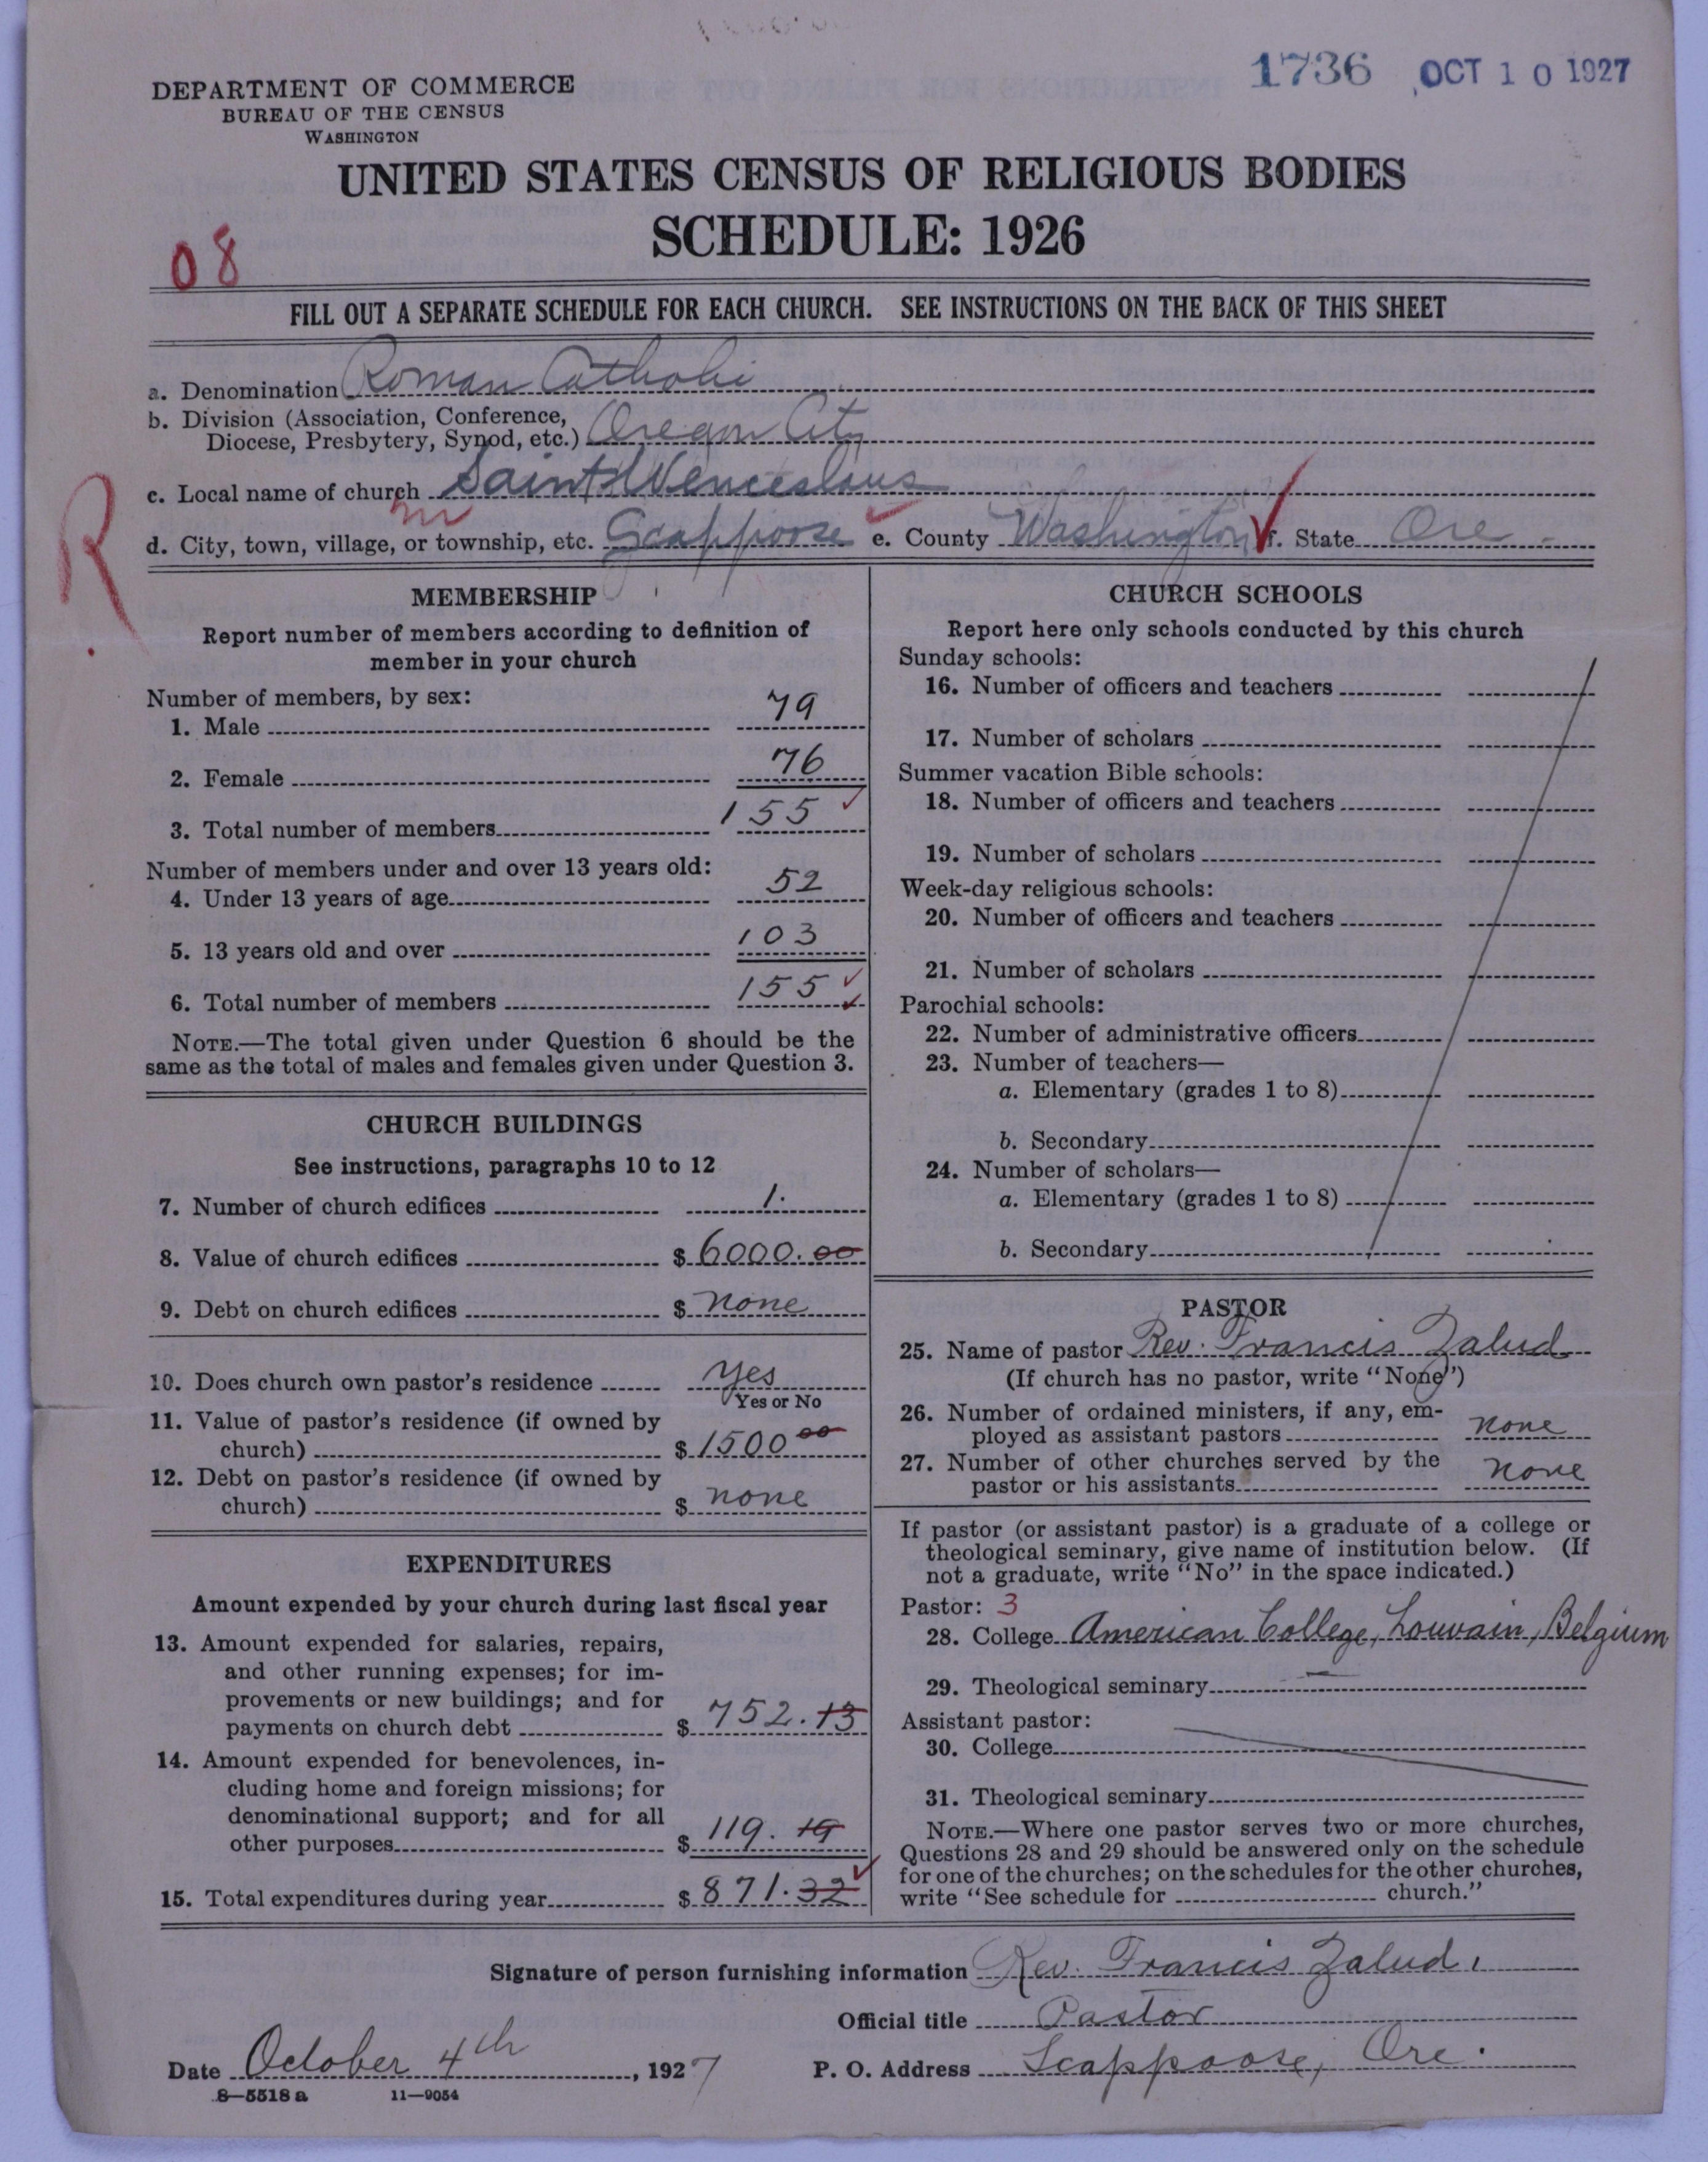 1736 OCT 10 1927
DEPARTMENT OF COMMERCE
BUREAU OF THE CENSUS
WASHINGTON
UNITED STATES CENSUS OF RELIGIOUS BODIES
SCHEDULE: 1926
08
FILL OUT A SEPARATE SCHEDULE FOR EACH CHURCH. SEE INSTRUCTIONS ON THE BACK OF THIS SHEET
a. Denomination Roman Catholic
b. Division (Association, Conference,
Diocese, Presbytery, Synod, etc.) Oregon City
c. Local name of church Saint Wenceslaus
R
d. City, town, village, or township, etc. Scappoose e. County Washington f. State Ore.
MEMBERSHIP
Report number of members according to definition of
member in your church
Number of members, by sex:
1. Male 79
2. Female 76
3. Total number of members 155
Number of members under and over 13 years old:
4. Under 13 years of age 52
5. 13 years old and over 103
6. Total number of members 155
NOTE.—The total given under Question 6 should be the
same as the total of males and females given under Question 3.
CHURCH BUILDINGS
See instructions, paragraphs 10 to 12
7. Number of church edifices 1.
8. Value of church edifices $ 6000.00
9. Debt on church edifices $ none
10. Does church own pastor's residence yes
Yes or No
11. Value of pastor's residence (if owned by
church) $ 1500 00
12. Debt on pastor's residence (if owned by
church) $ none
EXPENDITURES
Amount expended by your church during last fiscal year
13. Amount expended for salaries, repairs,
and other running expenses; for im-
provements or new buildings; and for
payments on church debt $ 752.13
14. Amount expended for benevolences, in-
cluding home and foreign missions; for
denominational support; and for all
other purposes $ 119.19
15. Total expenditures during year $ 871.32
CHURCH SCHOOLS
Report here only schools conducted by this church
Sunday schools:
16. Number of officers and teachers
17. Number of scholars
Summer vacation Bible schools:
18. Number of officers and teachers
19. Number of scholars
Week-day religious schools:
20. Number of officers and teachers
21. Number of scholars
Parochial schools:
22. Number of administrative officers
23. Number of teachers—
a. Elementary (grades 1 to 8)
b. Secondary
24. Number of scholars—
a. Elementary (grades 1 to 8)
b. Secondary
PASTOR
25. Name of pastor Rev. Francis Zalud
(If church has no pastor, write "None")
26. Number of ordained ministers, if any, em-
ployed as assistant pastors none
27. Number of other churches served by the
pastor or his assistants none
If pastor (or assistant pastor) is a graduate of a college or
theological seminary, give name of institution below. (If
not a graduate, write "No" in the space indicated.)
Pastor: 3
28. College American College, Louvain, Belgium
29. Theological seminary —
Assistant pastor:
30. College
31. Theological seminary
NOTE.—Where one pastor serves two or more churches,
Questions 28 and 29 should be answered only on the schedule
for one of the churches; on the schedules for the other churches,
write "See schedule for church."
Signature of person furnishing information Rev. Francis Zalud.
Official title Pastor
Date October 4th, 1927 P. O. Address Scappoose, Ore.
8—5518 a 11—9054